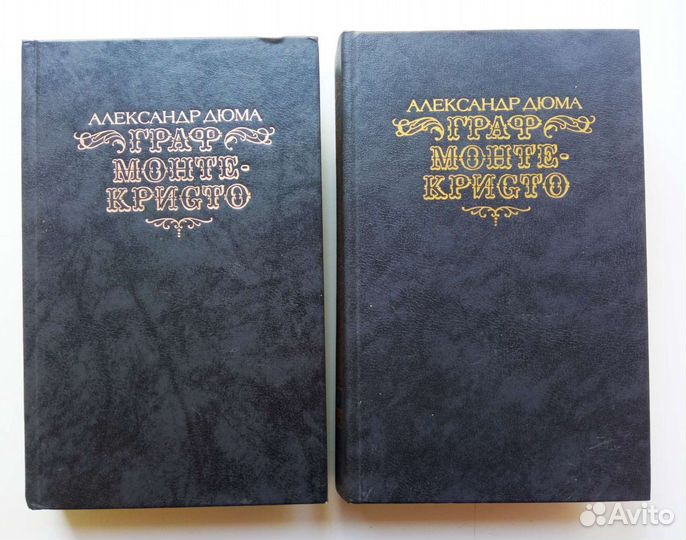 АЛЕКСАНДР ДЮМА
ГРАФ
МОНТЕ-
КРИСТО
АЛЕКСАНДР ДЮМА
ГРАФ
МОНТЕ-
КРИСТО
Avito